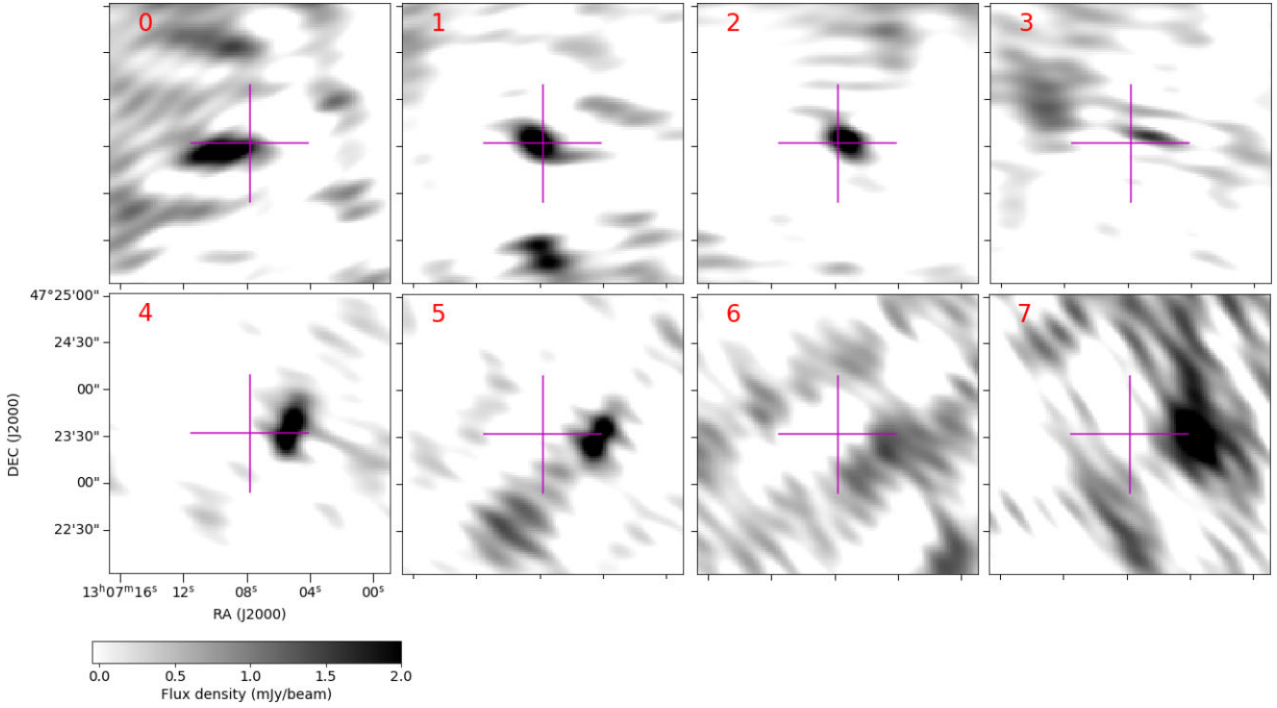 0
1
2
3
4
5
6
7
47°25'00"
24'30"
00"
23'30"
00"
22'30"
DEC (J2000)
13ʰ07ᵐ16ˢ 12ˢ 08ˢ 04ˢ 00ˢ
RA (J2000)
0.0 0.5 1.0 1.5 2.0
Flux density (mJy/beam)